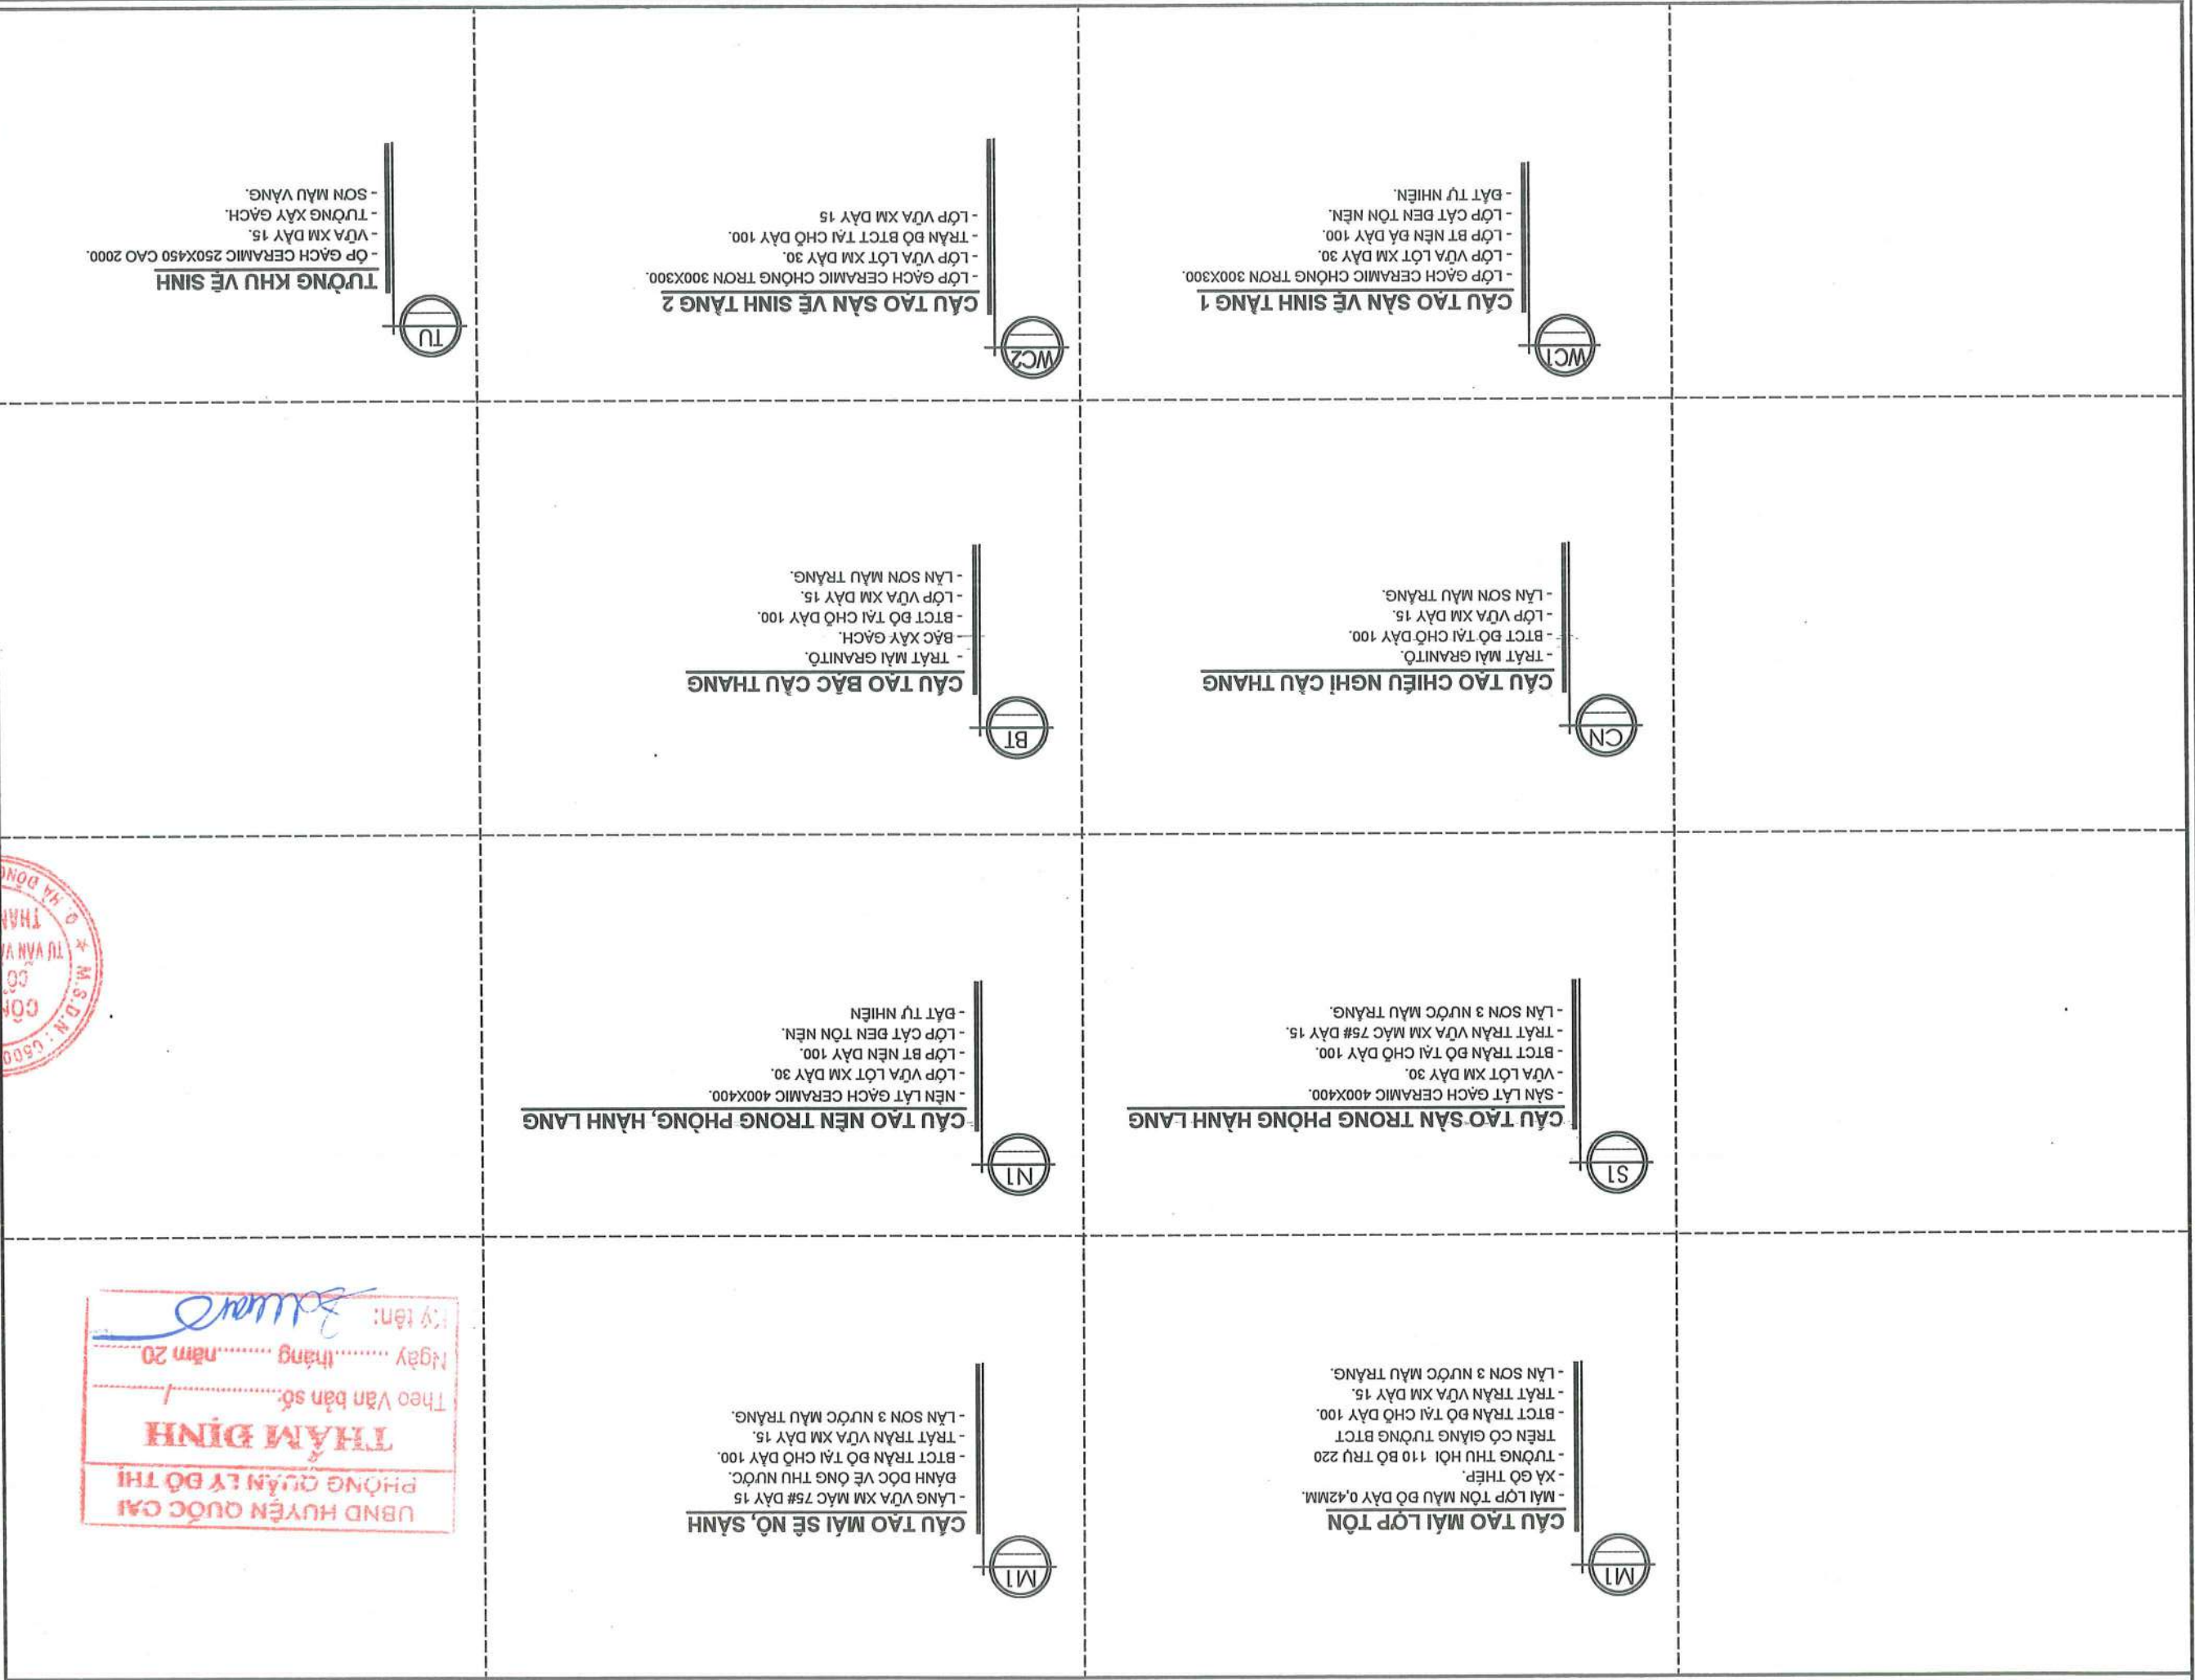 M1
CẤU TẠO MÁI LỢP TÔN
- MÁI LỢP TÔN MÀU ĐỎ DÀY 0,42MM.
- XÀ GỒ THÉP.
- TƯỜNG THU HỒI 110 BỔ TRỤ 220
TRÊN CÓ GIẰNG TƯỜNG BTCT
- BTCT TRẦN ĐỔ TẠI CHỖ DÀY 100.
- TRÁT TRẦN VỮA XM DÀY 15.
- LĂN SƠN 3 NƯỚC MÀU TRẮNG.
M1
CẤU TẠO MÁI SÊ NÔ, SẢNH
- LÁNG VỮA XM MÁC 75# DÀY 15
ĐÁNH DỐC VỀ ỐNG THU NƯỚC.
- BTCT TRẦN ĐỔ TẠI CHỖ DÀY 100.
- TRÁT TRẦN VỮA XM DÀY 15.
- LĂN SƠN 3 NƯỚC MÀU TRẮNG.
UBND HUYỆN QUỐC OAI
PHÒNG QUẢN LÝ ĐÔ THỊ
THẨM ĐỊNH
Theo Văn bản số:............../..............
Ngày .........tháng .........năm 20........
Ký tên:
S1
CẤU TẠO SÀN TRONG PHÒNG HÀNH LANG
- SÀN LÁT GẠCH CERAMIC 400X400.
- VỮA LÓT XM DÀY 30.
- BTCT TRẦN ĐỔ TẠI CHỖ DÀY 100.
- TRÁT TRẦN VỮA XM MÁC 75# DÀY 15.
- LĂN SƠN 3 NƯỚC MÀU TRẮNG.
N1
CẤU TẠO NỀN TRONG PHÒNG, HÀNH LANG
- NỀN LÁT GẠCH CERAMIC 400X400.
- LỚP VỮA LÓT XM DÀY 30.
- LỚP BT NỀN DÀY 100.
- LỚP CÁT ĐEN TÔN NỀN.
- ĐẤT TỰ NHIÊN
M.S.D.N: 0500
TƯ VẤN
Q. HÀ ĐÔNG
CN
CẤU TẠO CHIẾU NGHỈ CẦU THANG
- TRÁT MÀI GRANITÔ.
- BTCT ĐỔ TẠI CHỖ DÀY 100.
- LỚP VỮA XM DÀY 15.
- LĂN SƠN MÀU TRẮNG.
BT
CẤU TẠO BẬC CẦU THANG
- TRÁT MÀI GRANITÔ.
- BẬC XÂY GẠCH.
- BTCT ĐỔ TẠI CHỖ DÀY 100.
- LỚP VỮA XM DÀY 15.
- LĂN SƠN MÀU TRẮNG.
WC1
CẤU TẠO SÀN VỆ SINH TẦNG 1
- LỚP GẠCH CERAMIC CHỐNG TRƠN 300X300.
- LỚP VỮA LÓT XM DÀY 30.
- LỚP BT NỀN ĐÁ DÀY 100.
- LỚP CÁT ĐEN TÔN NỀN.
- ĐẤT TỰ NHIÊN.
WC2
CẤU TẠO SÀN VỆ SINH TẦNG 2
- LỚP GẠCH CERAMIC CHỐNG TRƠN 300X300.
- LỚP VỮA LÓT XM DÀY 30.
- TRẦN ĐỔ BTCT TẠI CHỖ DÀY 100.
- LỚP VỮA XM DÀY 15
TU
TƯỜNG KHU VỆ SINH
- ỐP GẠCH CERAMIC 250X450 CAO 2000.
- VỮA XM DÀY 15.
- TƯỜNG XÂY GẠCH.
- SƠN MÀU VÀNG.